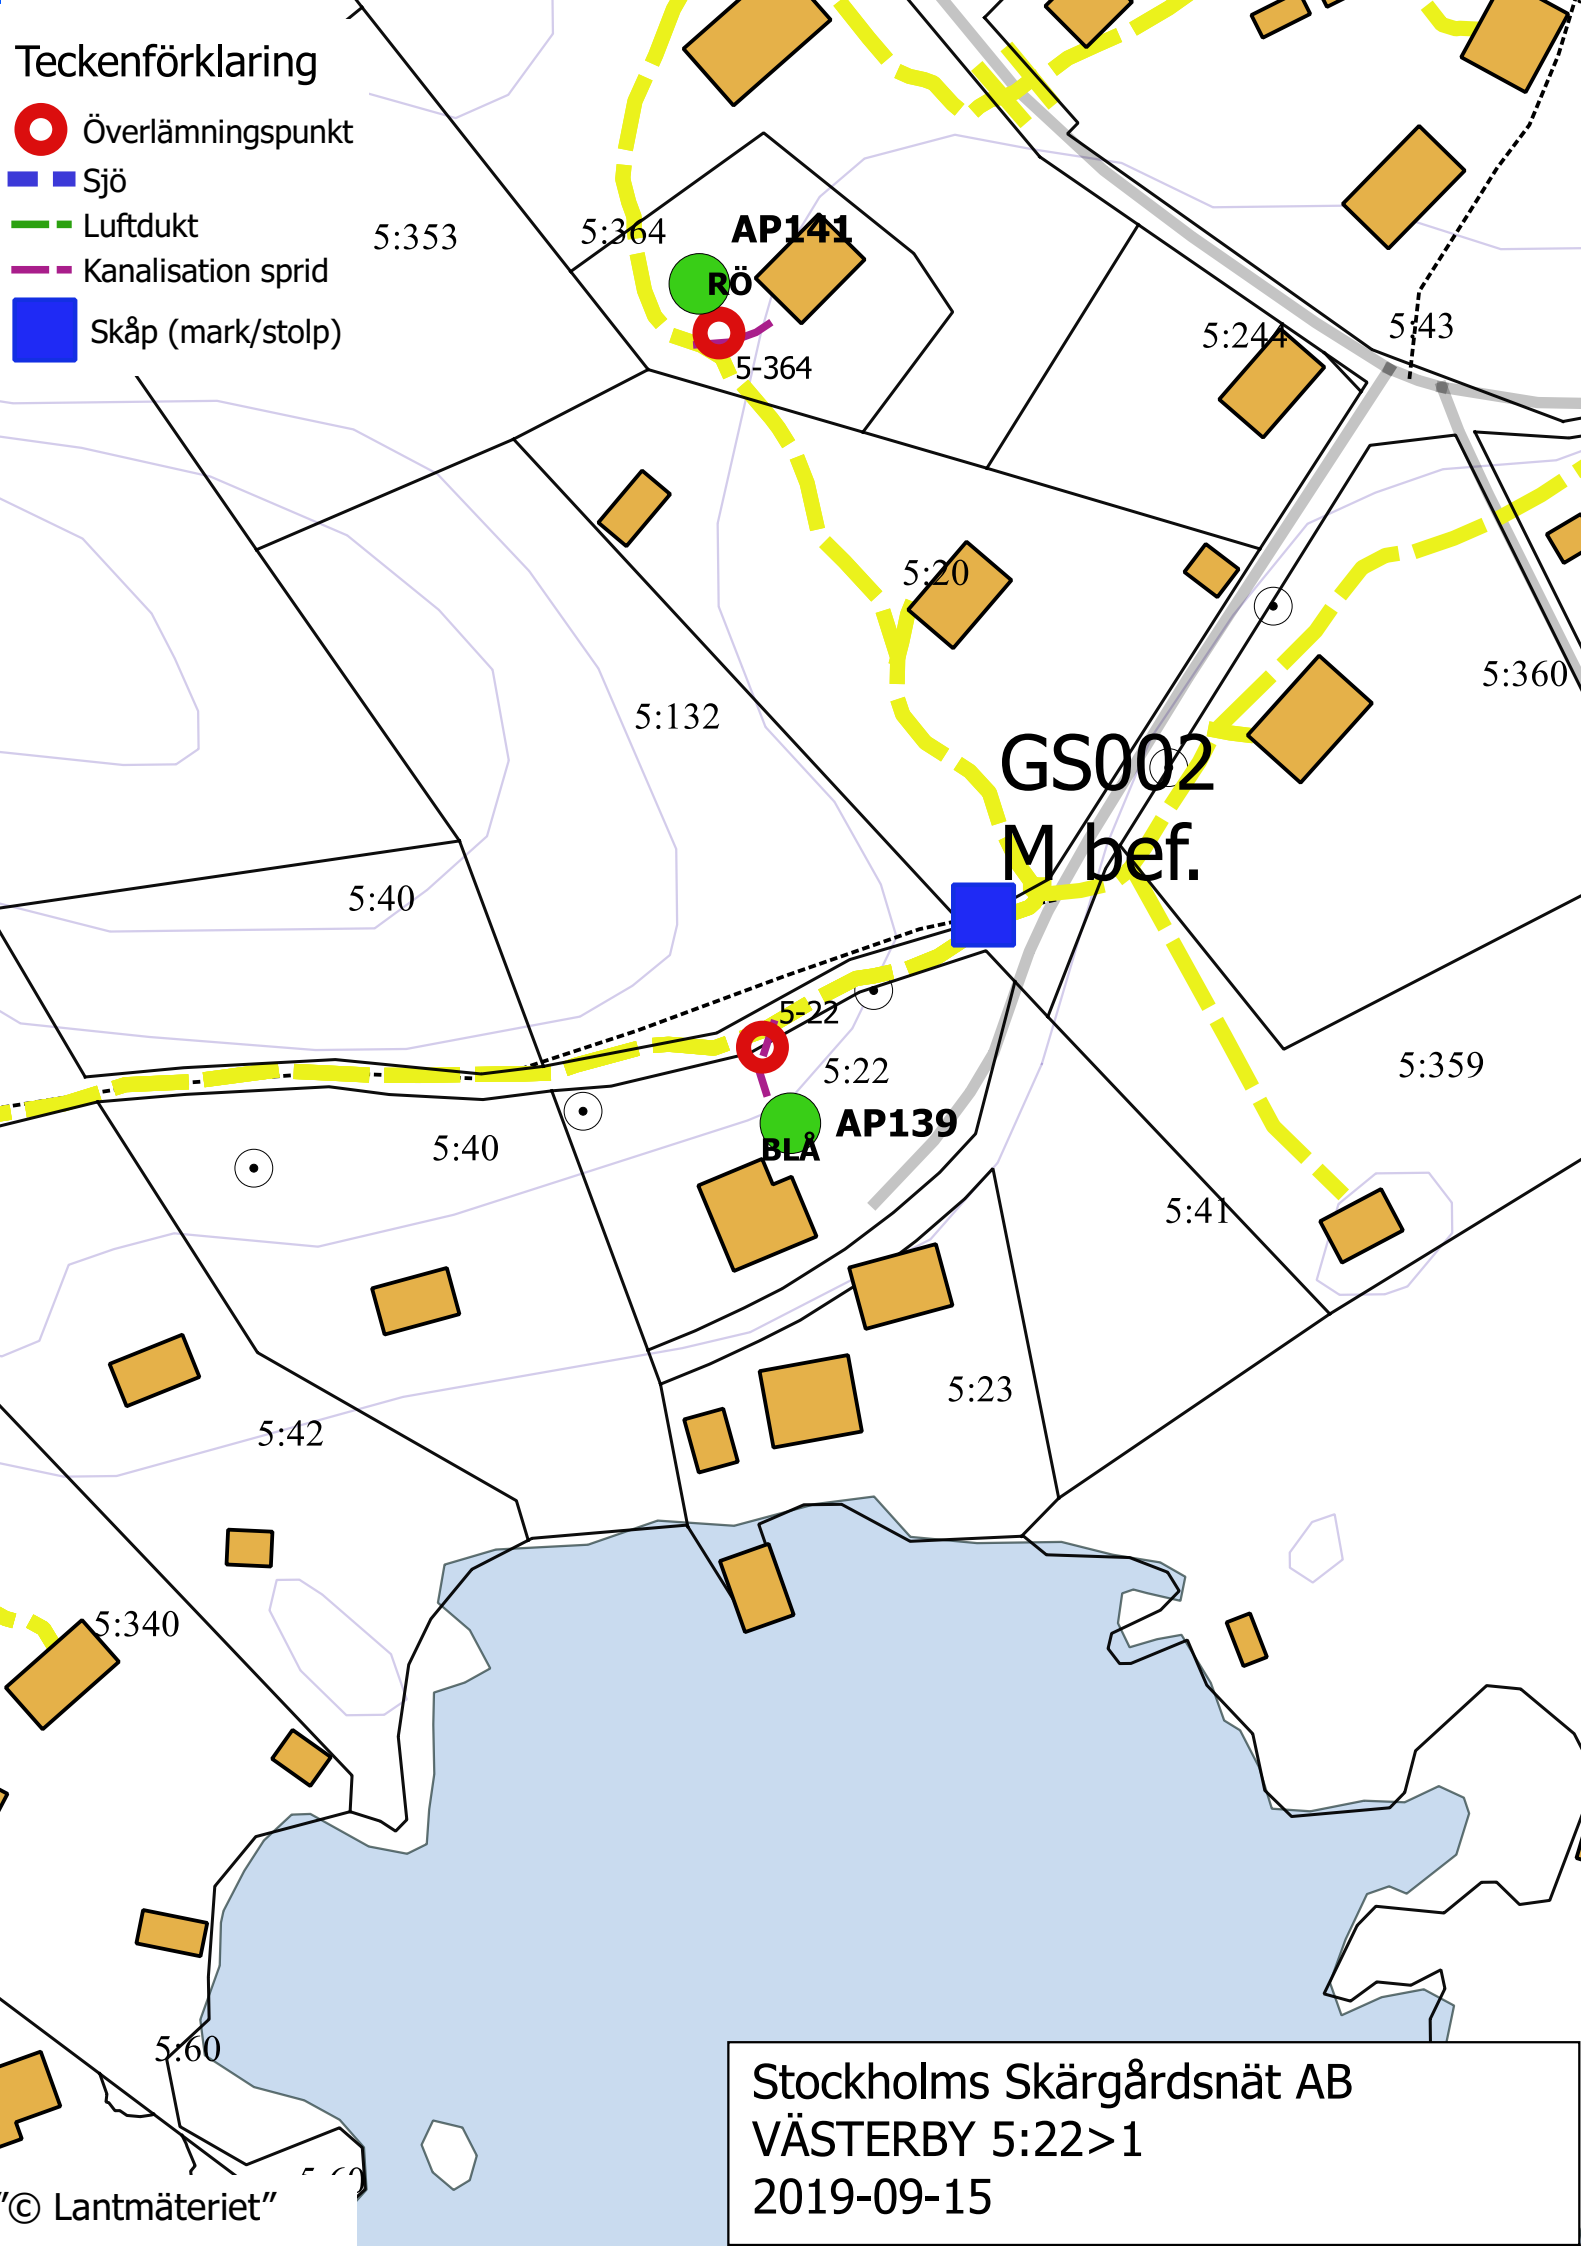 Teckenförklaring
Överlämningspunkt
Sjö
Luftdukt
Kanalisation sprid
Skåp (mark/stolp)
5:353
5:364
AP141
RÖ
5-364
5:244
5:43
5:20
5:132
5:360
GS002
M bef.
5:40
5-22
5:22
5:359
AP139
BLÅ
5:40
5:41
5:23
5:42
5:340
5:60
5:60
Stockholms Skärgårdsnät AB
VÄSTERBY 5:22>1
2019-09-15
"© Lantmäteriet"